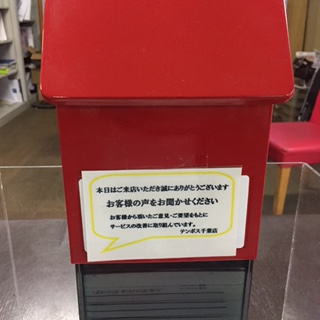 本日はご来店いただき誠にありがとうございます
お客様の声をお聞かせください
お客様から頂いたご意見・ご要望をもとに
サービスの改善に取り組んでいます。
テンポス千葉店